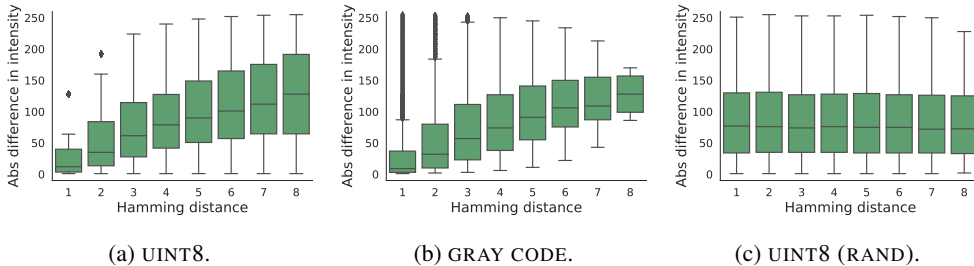 Abs difference in intensity
250
200
150
100
50
0
1 2 3 4 5 6 7 8
Hamming distance
(a) UINT8.
Abs difference in intensity
250
200
150
100
50
0
1 2 3 4 5 6 7 8
Hamming distance
(b) GRAY CODE.
Abs difference in intensity
250
200
150
100
50
0
1 2 3 4 5 6 7 8
Hamming distance
(c) UINT8 (RAND).